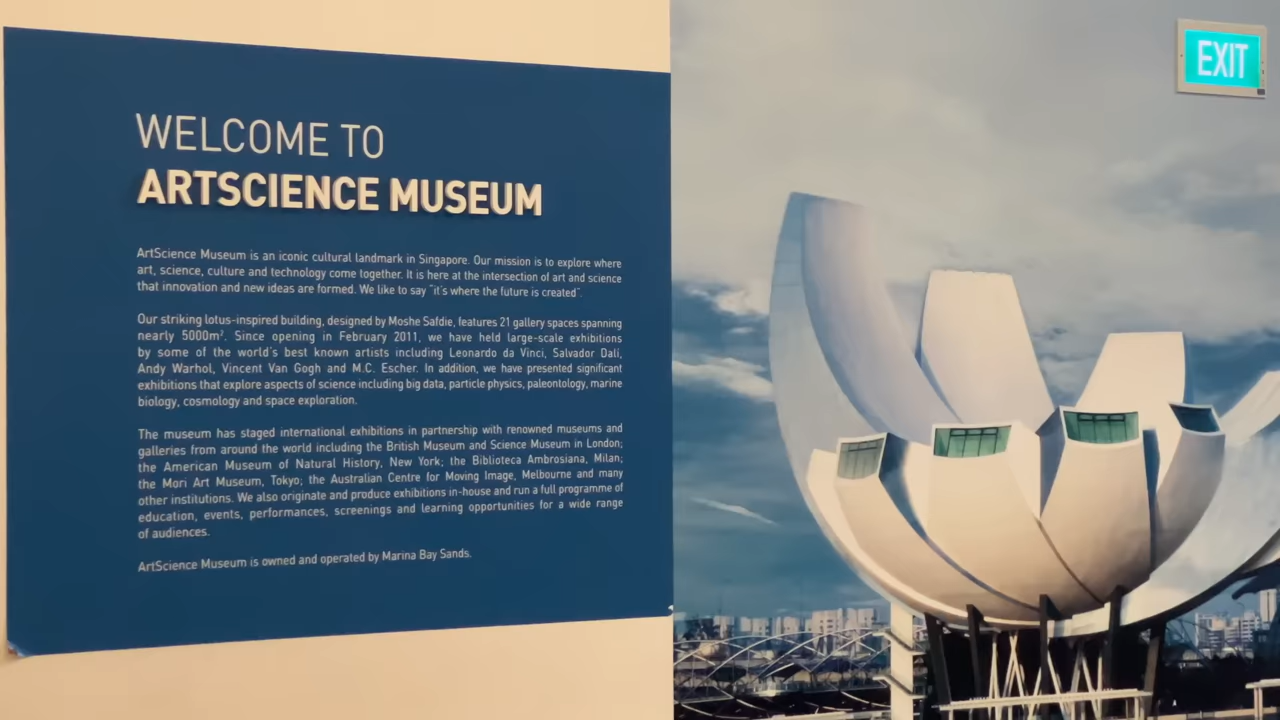 WELCOME TO
ARTSCIENCE MUSEUM
ArtScience Museum is an iconic cultural landmark in Singapore. Our mission is to explore where
art, science, culture and technology come together. It is here at the intersection of art and science
that innovation and new ideas are formed. We like to say "it's where the future is created".
Our striking lotus-inspired building, designed by Moshe Safdie, features 21 gallery spaces spanning
nearly 5000m². Since opening in February 2011, we have held large-scale exhibitions
by some of the world's best known artists including Leonardo da Vinci, Salvador Dalí,
Andy Warhol, Vincent Van Gogh and M.C. Escher. In addition, we have presented significant
exhibitions that explore aspects of science including big data, particle physics, paleontology, marine
biology, cosmology and space exploration.
The museum has staged international exhibitions in partnership with renowned museums and
galleries from around the world including the British Museum and Science Museum in London;
the American Museum of Natural History, New York; the Biblioteca Ambrosiana, Milan;
the Mori Art Museum, Tokyo; the Australian Centre for Moving Image, Melbourne and many
other institutions. We also originate and produce exhibitions in-house and run a full programme of
education, events, performances, screenings and learning opportunities for a wide range
of audiences.
ArtScience Museum is owned and operated by Marina Bay Sands.
EXIT